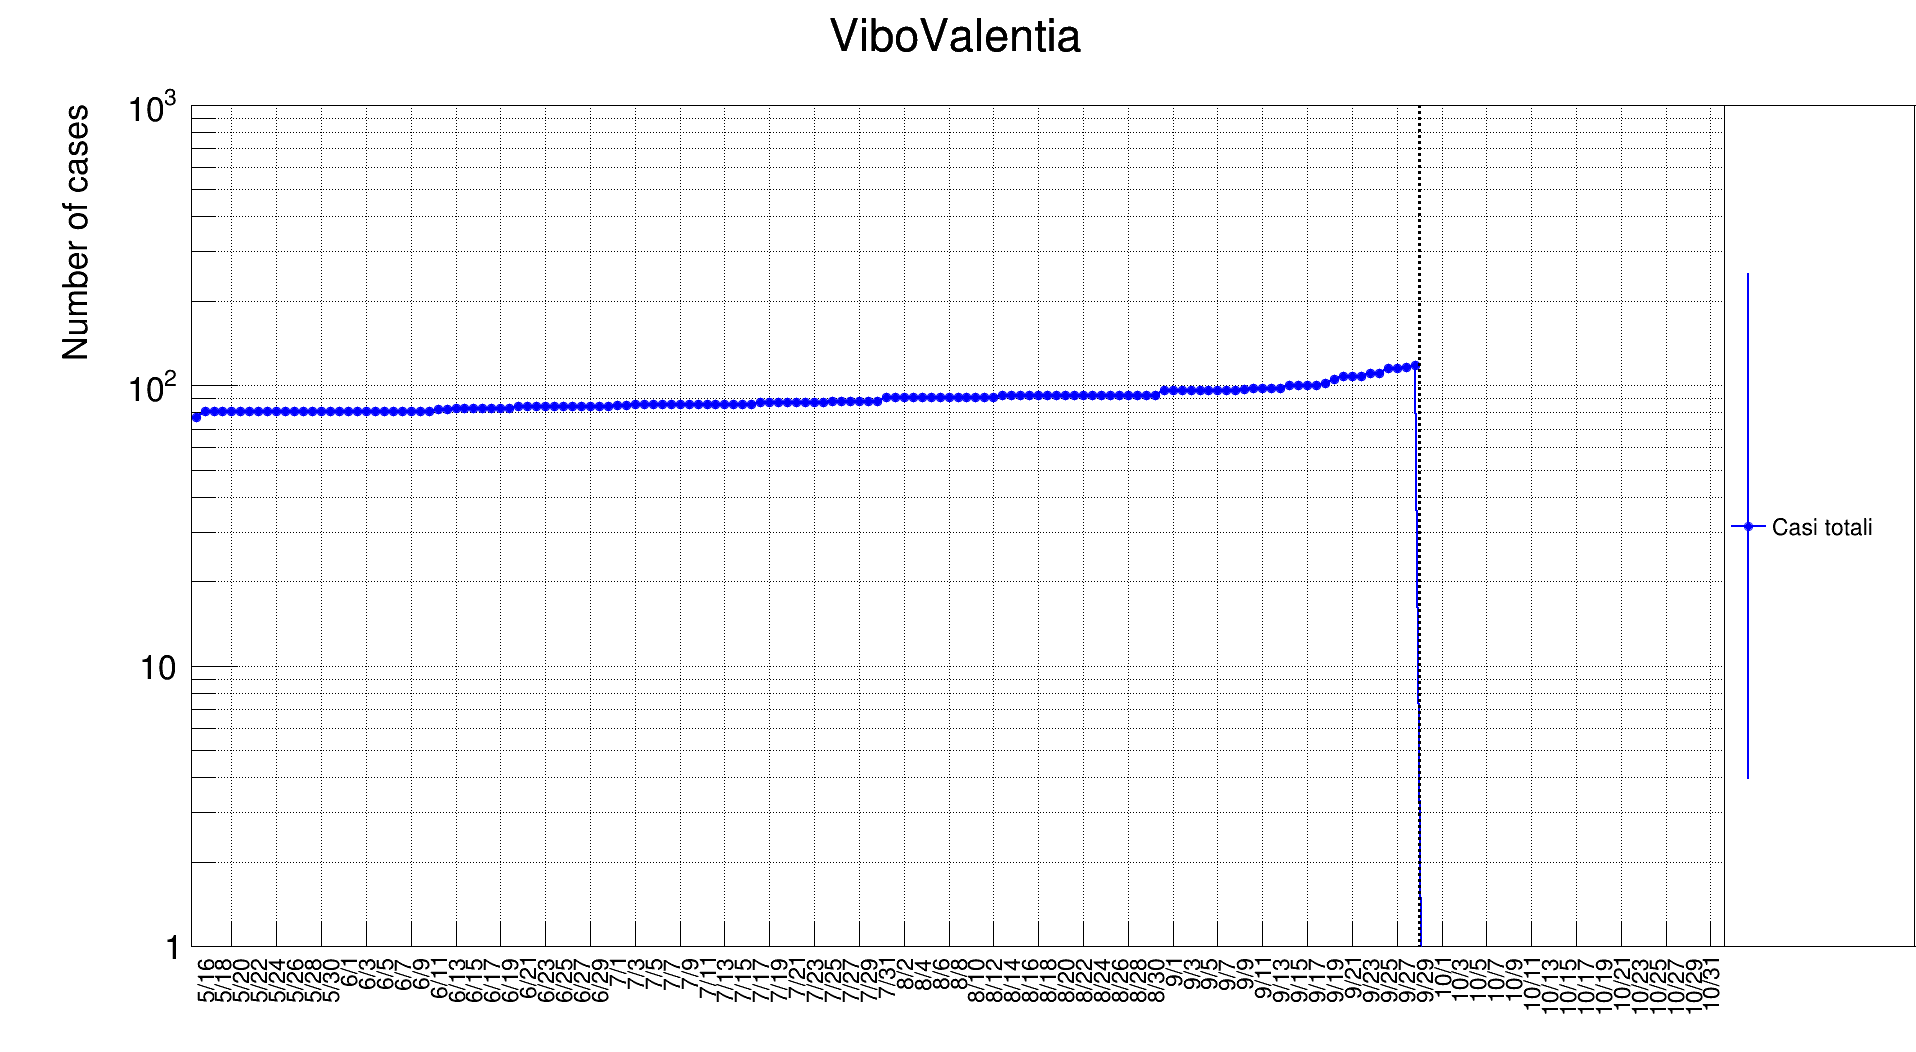 ViboValentia
Number of cases
10³
10²
10
1
5/16 5/18 5/20 5/22 5/24 5/26 5/28 5/30 6/1 6/3 6/5 6/7 6/9 6/11 6/13 6/15 6/17 6/19 6/21 6/23 6/25 6/27 6/29 7/1 7/3 7/5 7/7 7/9 7/11 7/13 7/15 7/17 7/19 7/21 7/23 7/25 7/27 7/29 7/31 8/2 8/4 8/6 8/8 8/10 8/12 8/14 8/16 8/18 8/20 8/22 8/24 8/26 8/28 8/30 9/1 9/3 9/5 9/7 9/9 9/11 9/13 9/15 9/17 9/19 9/21 9/23 9/25 9/27 9/29 10/1 10/3 10/5 10/7 10/9 10/11 10/13 10/15 10/17 10/19 10/21 10/23 10/25 10/27 10/29 10/31
Casi totali